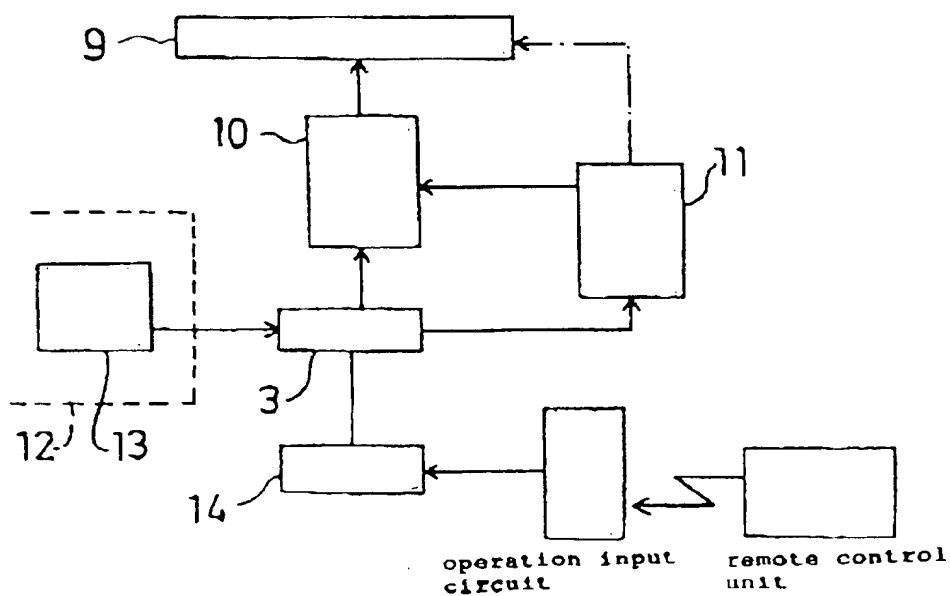 9
10
11
3
12
13
14
operation input
circuit
remote control
unit